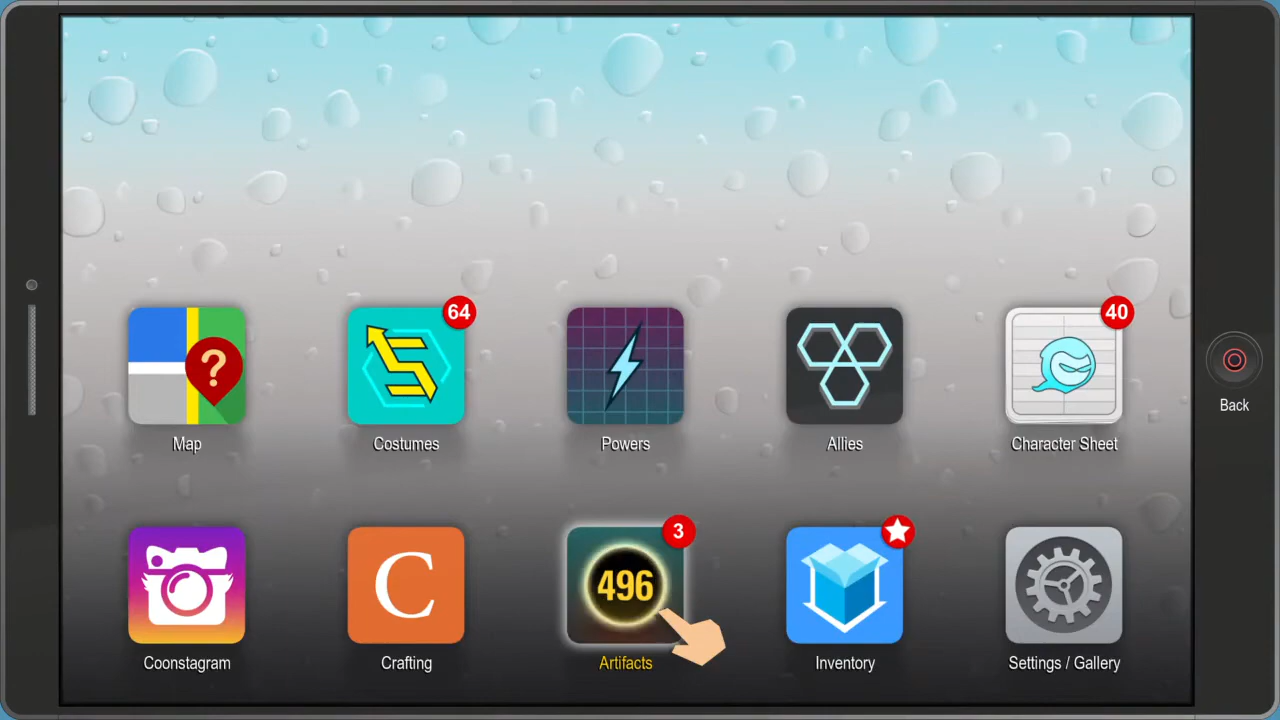 64
40
?
Map
Costumes
Powers
Allies
Character Sheet
Back
3
C
496
Coonstagram
Crafting
Artifacts
Inventory
Settings / Gallery